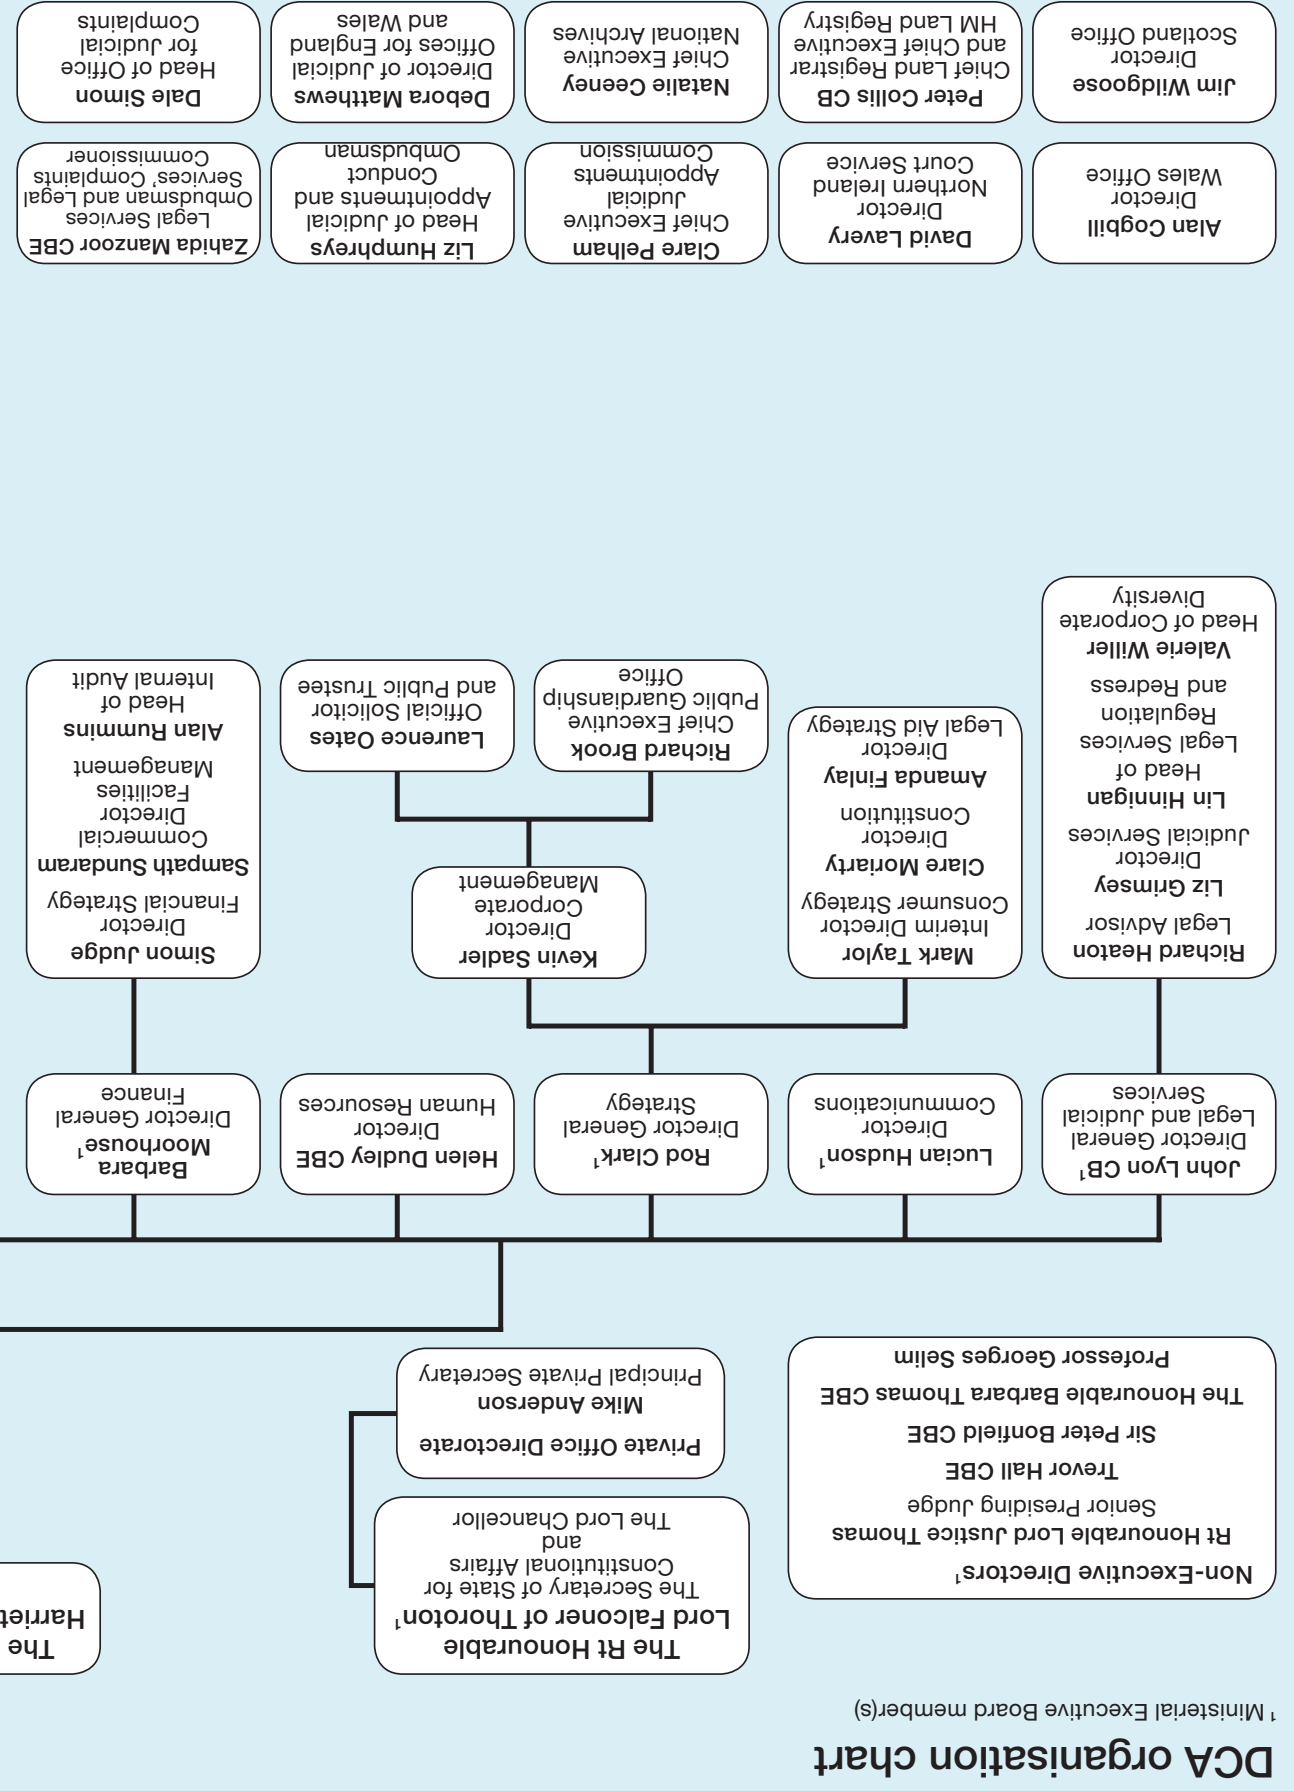 DCA organisation chart
¹ Ministerial Executive Board member(s)
Non-Executive Directors¹
Rt Honourable Lord Justice Thomas
Senior Presiding Judge
Trevor Hall CBE
Sir Peter Bonfield CBE
The Honourable Barbara Thomas CBE
Professor Georges Selim
The Rt Honourable
Lord Falconer of Thoroton¹
The Secretary of State for
Constitutional Affairs
and
The Lord Chancellor
Private Office Directorate
Mike Anderson
Principal Private Secretary
The
Harriet
John Lyon CB¹
Director General
Legal and Judicial
Services
Lucian Hudson¹
Director
Communications
Rod Clark¹
Director General
Strategy
Helen Dudley CBE
Director
Human Resources
Barbara
Moorhouse¹
Director General
Finance
Richard Heaton
Legal Advisor
Liz Grimsey
Director
Judicial Services
Lin Hinnigan
Head of
Legal Services
Regulation
and Redress
Valerie Willer
Head of Corporate
Diversity
Mark Taylor
Interim Director
Consumer Strategy
Clare Moriarty
Director
Constitution
Amanda Finlay
Director
Legal Aid Strategy
Kevin Sadler
Director
Corporate
Management
Richard Brook
Chief Executive
Public Guardianship
Office
Laurence Oates
Official Solicitor
and Public Trustee
Simon Judge
Director
Financial Strategy
Sampath Sundaram
Commercial
Director
Facilities
Management
Alan Rummins
Head of
Internal Audit
Alan Cogbill
Director
Wales Office
David Lavery
Director
Northern Ireland
Court Service
Clare Pelham
Chief Executive
Judicial
Appointments
Commission
Liz Humphreys
Head of Judicial
Appointments and
Conduct
Ombudsman
Zahida Manzoor CBE
Legal Services
Ombudsman and Legal
Services' Complaints
Commissioner
Jim Wildgoose
Director
Scotland Office
Peter Collis CB
Chief Land Registrar
and Chief Executive
HM Land Registry
Natalie Ceeney
Chief Executive
National Archives
Debora Matthews
Director of Judicial
Offices for England
and Wales
Dale Simon
Head of Office
for Judicial
Complaints